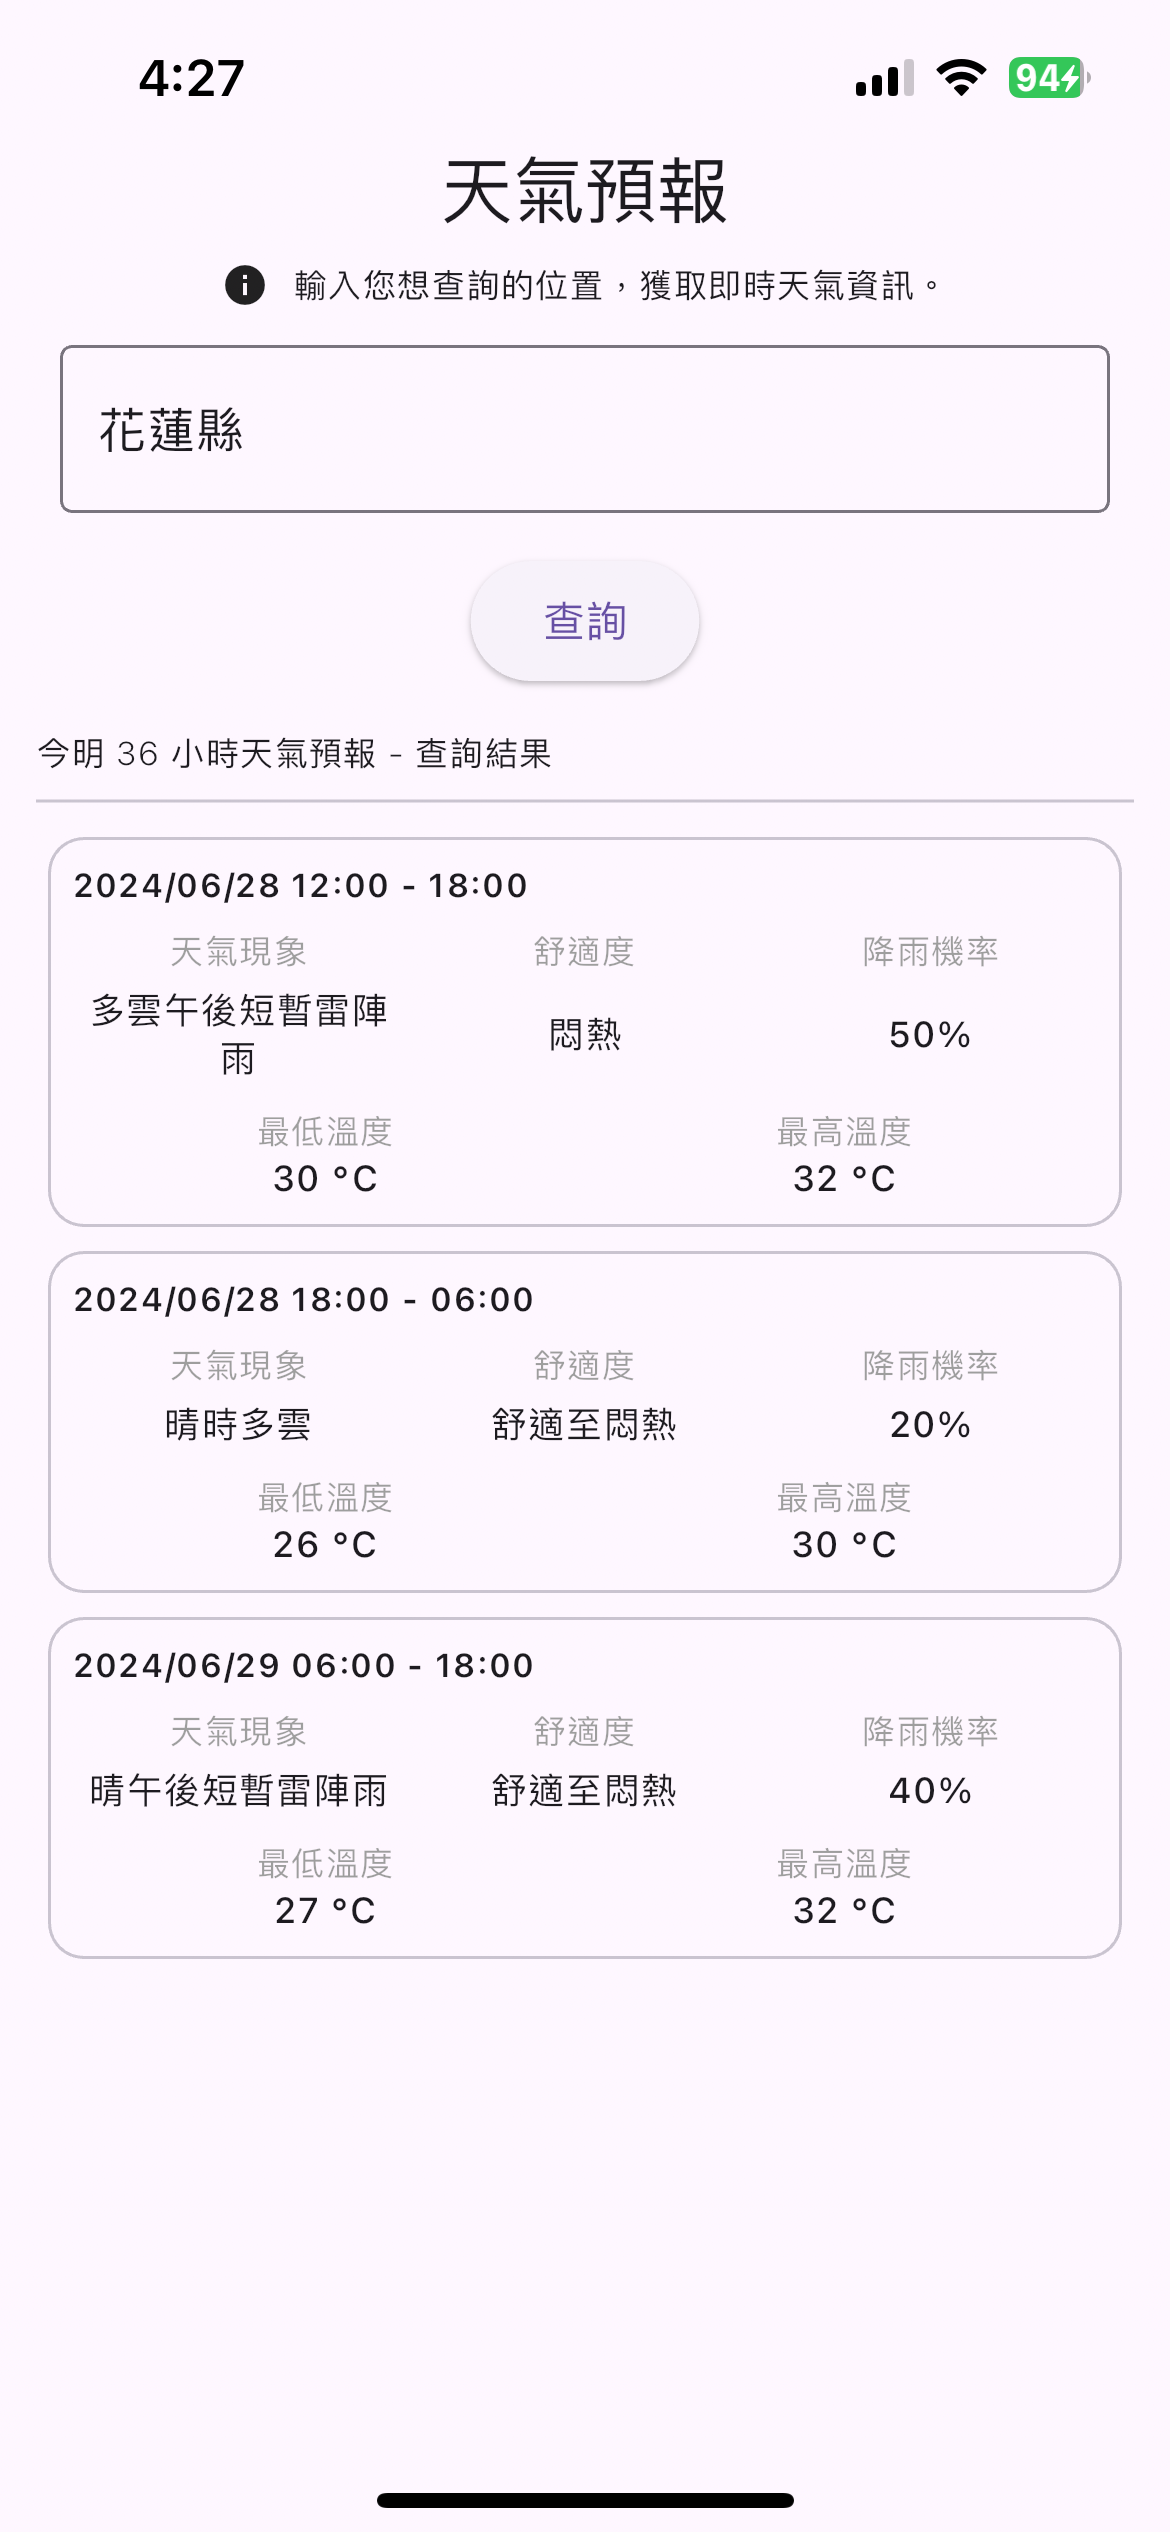 4:27
94
天氣預報
輸入您想查詢的位置，獲取即時天氣資訊。
花蓮縣
查詢
今明 36 小時天氣預報 - 查詢結果
2024/06/28 12:00 - 18:00
天氣現象 舒適度 降雨機率
多雲午後短暫雷陣
雨
悶熱 50%
最低溫度 最高溫度
30 °C 32 °C
2024/06/28 18:00 - 06:00
天氣現象 舒適度 降雨機率
晴時多雲 舒適至悶熱 20%
最低溫度 最高溫度
26 °C 30 °C
2024/06/29 06:00 - 18:00
天氣現象 舒適度 降雨機率
晴午後短暫雷陣雨 舒適至悶熱 40%
最低溫度 最高溫度
27 °C 32 °C